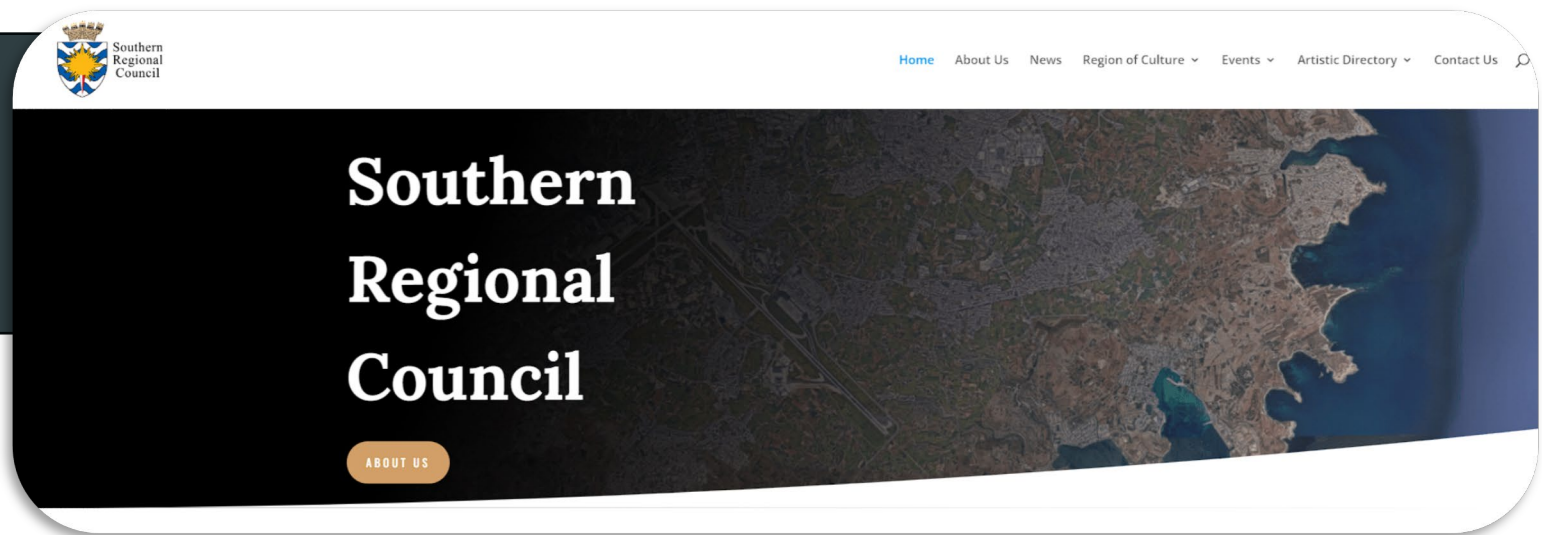 Southern
Regional
Council
Home About Us News Region of Culture Events Artistic Directory Contact Us
Southern
Regional
Council
ABOUT US